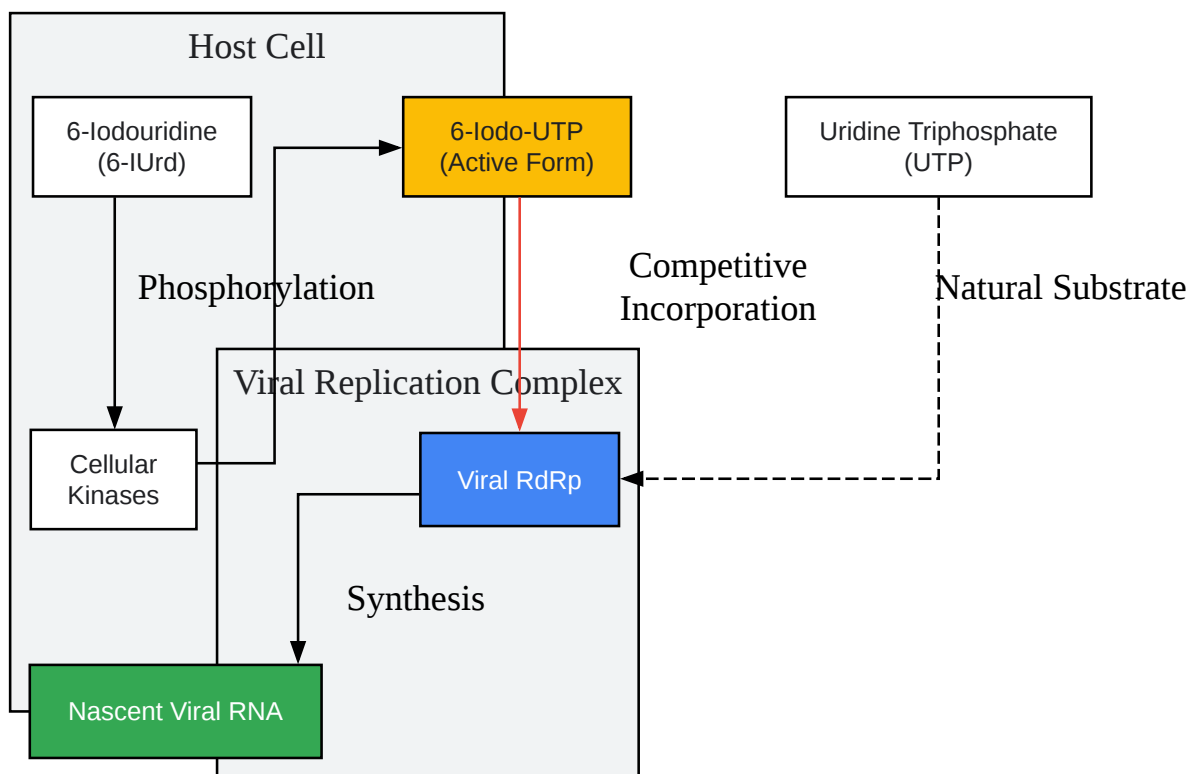 Host Cell
6-Iodouridine
(6-IUrd)
6-Iodo-UTP
(Active Form)
Uridine Triphosphate
(UTP)
Phosphorylation
Competitive
Incorporation
Natural Substrate
Viral Replication Complex
Cellular
Kinases
Viral RdRp
Synthesis
Nascent Viral RNA